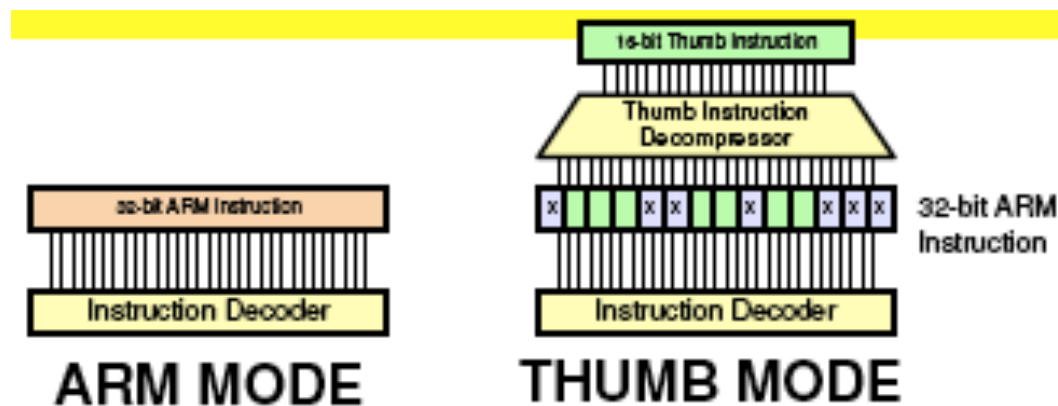 16-bit Thumb Instruction
Thumb Instruction
Decompressor
32-bit ARM Instruction
X X X X X X X
32-bit ARM
Instruction
Instruction Decoder
Instruction Decoder
ARM MODE
THUMB MODE